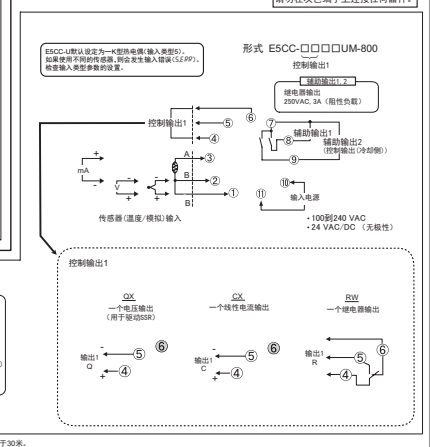 E5CC-U默认设定为一K型热电偶(输入类型5)。
如果使用不同的传感器,则会发生输入错误(S.ERR)。
检查输入类型参数的设置。
形式 E5CC-□□□□UM-800
控制输出1
辅助输出1, 2
继电器输出
250VAC, 3A（阻性负载）
控制输出1
⑥
⑤
④
⑦
⑧
⑨
辅助输出1
辅助输出2
(控制输出（冷却侧）)
+
mA
-
-
V
+
-
+
A
B
B
③
②
①
传感器（温度/模拟）输入
⑩
⑪
输入电源
・100到240 VAC
・24 VAC/DC （无极性）
控制输出1
QX
一个电压输出
（用于驱动SSR）
⑥
-
输出1
Q
+
⑤
④
CX
一个线性电流输出
⑥
-
输出1
C
+
⑤
④
RW
一个继电器输出
输出1
R
⑥
⑤
④
于30米。